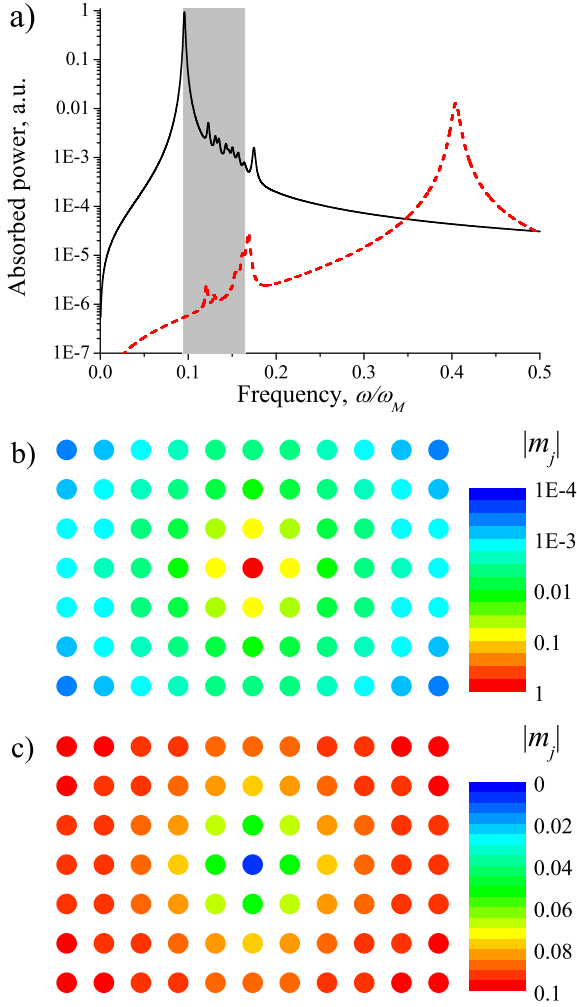 a)
Absorbed power, a.u.
1
0.1
0.01
1E-3
1E-4
1E-5
1E-6
1E-7
0.0 0.1 0.2 0.3 0.4 0.5
Frequency, ω/ω_M
b)
|m_j|
1E-4
1E-3
0.01
0.1
1
c)
|m_j|
0
0.02
0.04
0.06
0.08
0.1